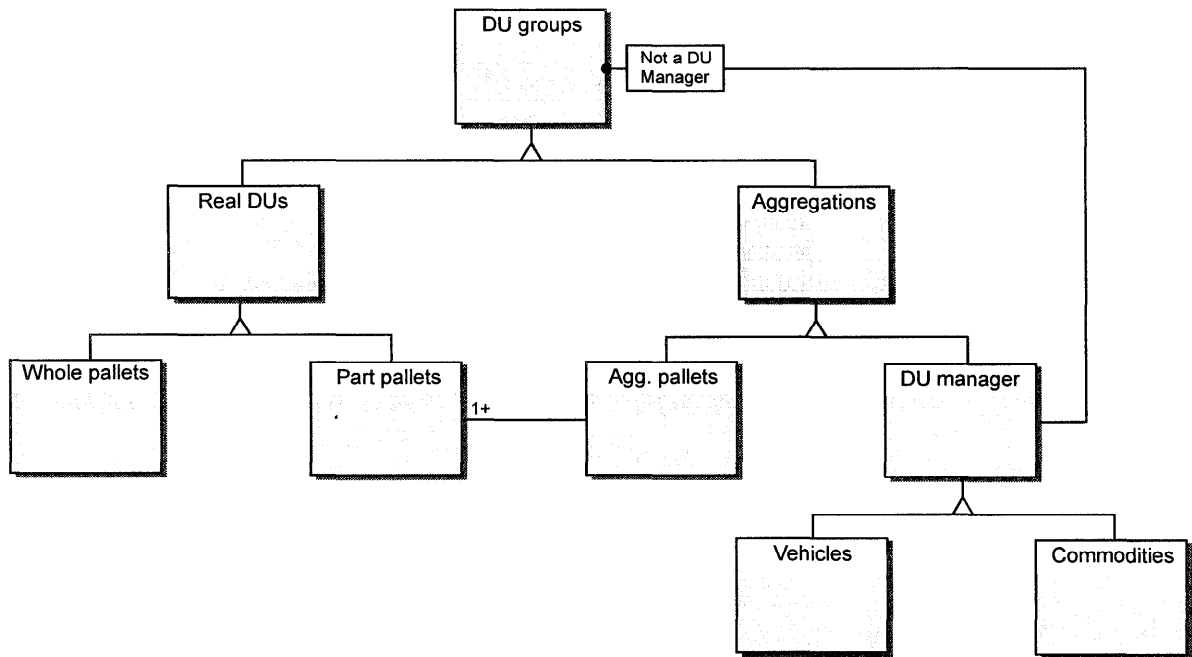 DU groups
Not a DU
Manager
Real DUs
Aggregations
Whole pallets
Part pallets
1+
Agg. pallets
DU manager
Vehicles
Commodities